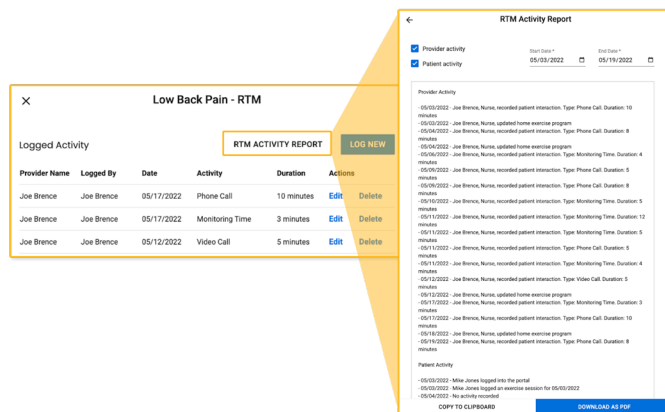 Low Back Pain - RTM
Logged Activity
RTM ACTIVITY REPORT
LOG NEW
Provider Name Logged By Date Activity Duration Actions
Joe Brence Joe Brence 05/17/2022 Phone Call 10 minutes Edit Delete
Joe Brence Joe Brence 05/17/2022 Monitoring Time 3 minutes Edit Delete
Joe Brence Joe Brence 05/12/2022 Video Call 5 minutes Edit Delete
RTM Activity Report
Provider activity
Patient activity
Start Date *
05/03/2022
End Date *
05/19/2022
Provider Activity
- 05/03/2022 - Joe Brence, Nurse, recorded patient interaction. Type: Phone Call. Duration: 10
minutes
- 05/03/2022 - Joe Brence, Nurse, updated home exercise program
- 05/04/2022 - Joe Brence, Nurse, recorded patient interaction. Type: Phone Call. Duration: 8
minutes
- 05/04/2022 - Joe Brence, Nurse, updated home exercise program
- 05/06/2022 - Joe Brence, Nurse, recorded patient interaction. Type: Monitoring Time. Duration: 4
minutes
- 05/09/2022 - Joe Brence, Nurse, recorded patient interaction. Type: Phone Call. Duration: 5
minutes
- 05/09/2022 - Joe Brence, Nurse, recorded patient interaction. Type: Phone Call. Duration: 8
minutes
- 05/10/2022 - Joe Brence, Nurse, recorded patient interaction. Type: Monitoring Time. Duration: 5
minutes
- 05/11/2022 - Joe Brence, Nurse, recorded patient interaction. Type: Monitoring Time. Duration: 12
minutes
- 05/11/2022 - Joe Brence, Nurse, recorded patient interaction. Type: Monitoring Time. Duration: 5
minutes
- 05/11/2022 - Joe Brence, Nurse, recorded patient interaction. Type: Phone Call. Duration: 5
minutes
- 05/11/2022 - Joe Brence, Nurse, recorded patient interaction. Type: Monitoring Time. Duration: 4
minutes
- 05/12/2022 - Joe Brence, Nurse, recorded patient interaction. Type: Video Call. Duration: 5
minutes
- 05/12/2022 - Joe Brence, Nurse, updated home exercise program
- 05/17/2022 - Joe Brence, Nurse, recorded patient interaction. Type: Monitoring Time. Duration: 3
minutes
- 05/17/2022 - Joe Brence, Nurse, recorded patient interaction. Type: Phone Call. Duration: 10
minutes
- 05/18/2022 - Joe Brence, Nurse, updated home exercise program
- 05/19/2022 - Joe Brence, Nurse, recorded patient interaction. Type: Phone Call. Duration: 8
minutes
Patient Activity
- 05/03/2022 - Mike Jones logged into the portal
- 05/03/2022 - Mike Jones logged an exercise session for 05/03/2022
- 05/04/2022 - No activity recorded
COPY TO CLIPBOARD
DOWNLOAD AS PDF